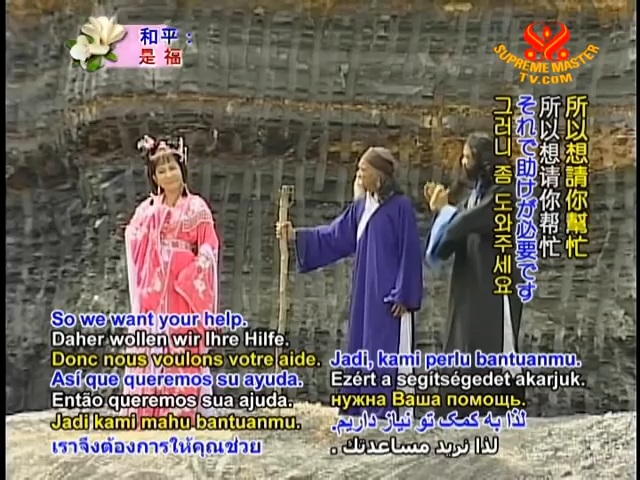 和平：
是福
SUPREME MASTER
TV.COM
所以想請你幫忙
所以想请你帮忙
それで助けが必要です
그러니 좀 도와주세요
So we want your help.
Daher wollen wir Ihre Hilfe.
Donc nous voulons votre aide.
Así que queremos su ayuda.
Então queremos sua ajuda.
Jadi kami mahu bantuanmu.
เราจึงต้องการให้คุณช่วย
Jadi, kami perlu bantuanmu.
Ezért a segítségedet akarjuk.
нужна Ваша помощь.
لذا به کمک تو نیاز داریم.
لذا نريد مساعدتك .